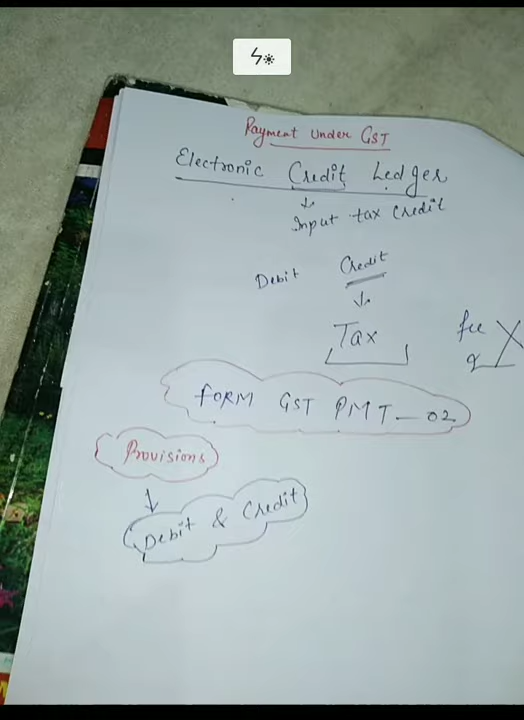 Payment Under GST
Electronic Credit Ledger
Input tax Credit
Debit Credit
Tax
fee
FORM GST PMT-02
Provisions
Debit & Credit